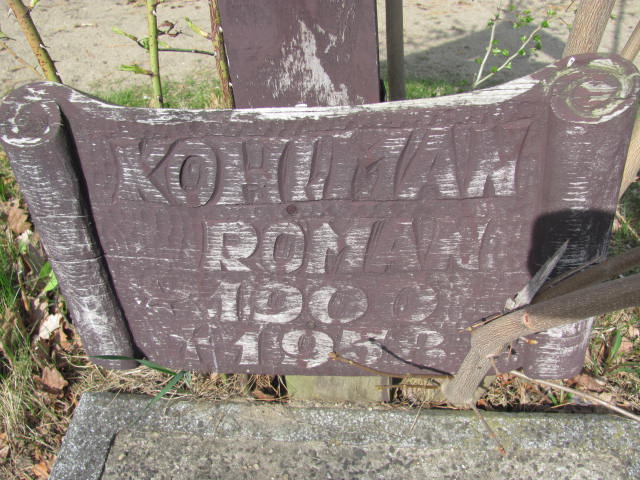 KOHLMAN
ROMAN
* 1900
† 1953